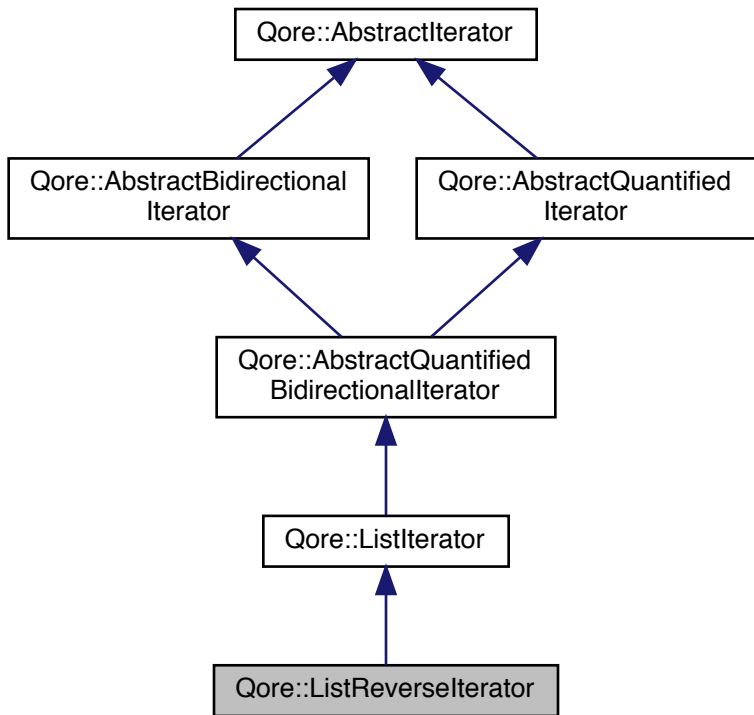 Qore::AbstractIterator
Qore::AbstractBidirectional
Iterator
Qore::AbstractQuantified
Iterator
Qore::AbstractQuantified
BidirectionalIterator
Qore::ListIterator
Qore::ListReverseIterator